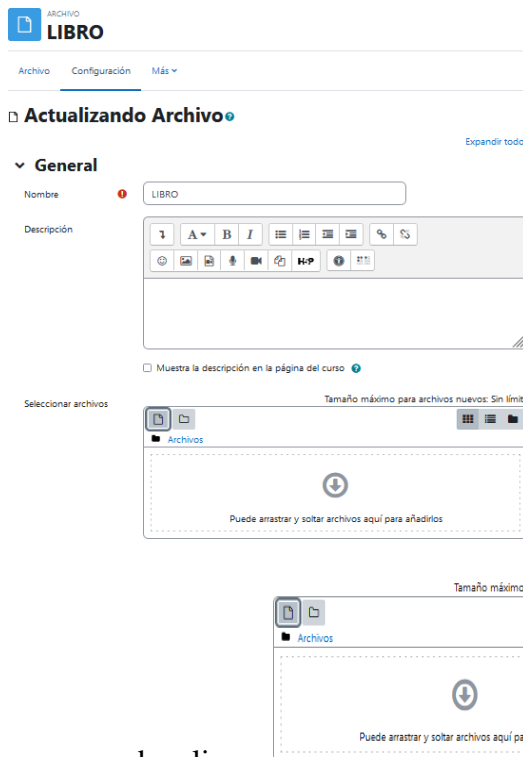 ARCHIVO
LIBRO
Archivo Configuración Más
Actualizando Archivo
Expandir todo
General
Nombre LIBRO
Descripción
A B I
H-P
Muestra la descripción en la página del curso
Seleccionar archivos
Tamaño máximo para archivos nuevos: Sin límit
Archivos
Puede arrastrar y soltar archivos aquí para añadirlos
Tamaño máximo
Archivos
Puede arrastrar y soltar archivos aquí pa